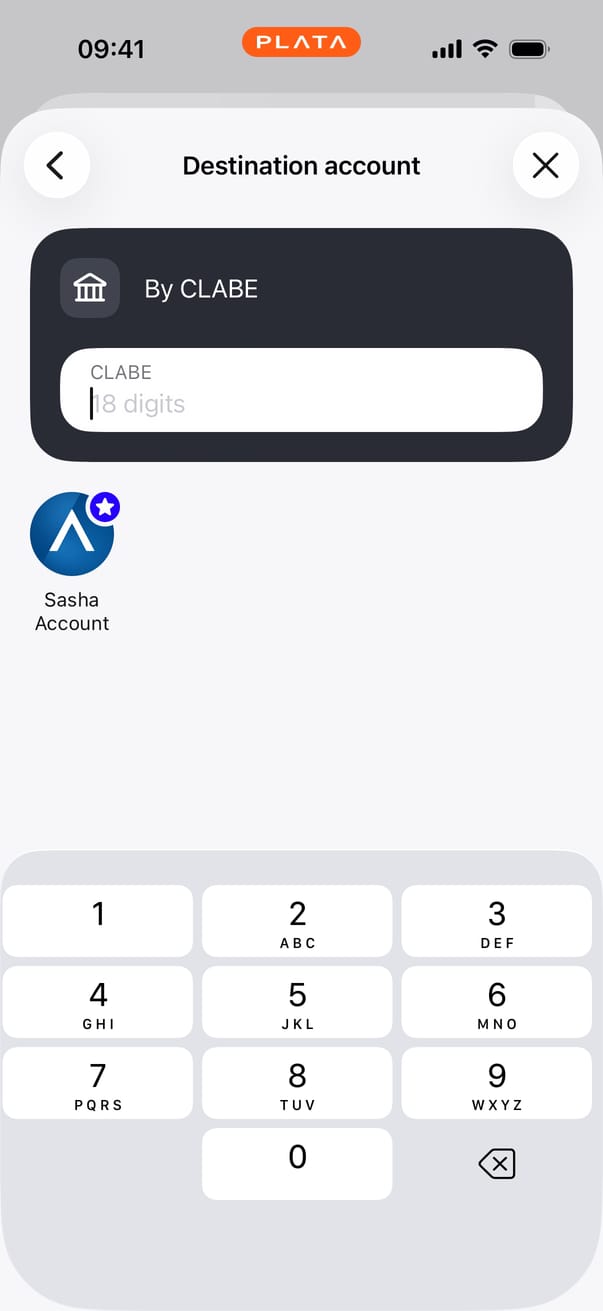 09:41
PLATA
Destination account
By CLABE
CLABE
18 digits
Sasha
Account
1
2
ABC
3
DEF
4
GHI
5
JKL
6
MNO
7
PQRS
8
TUV
9
WXYZ
0